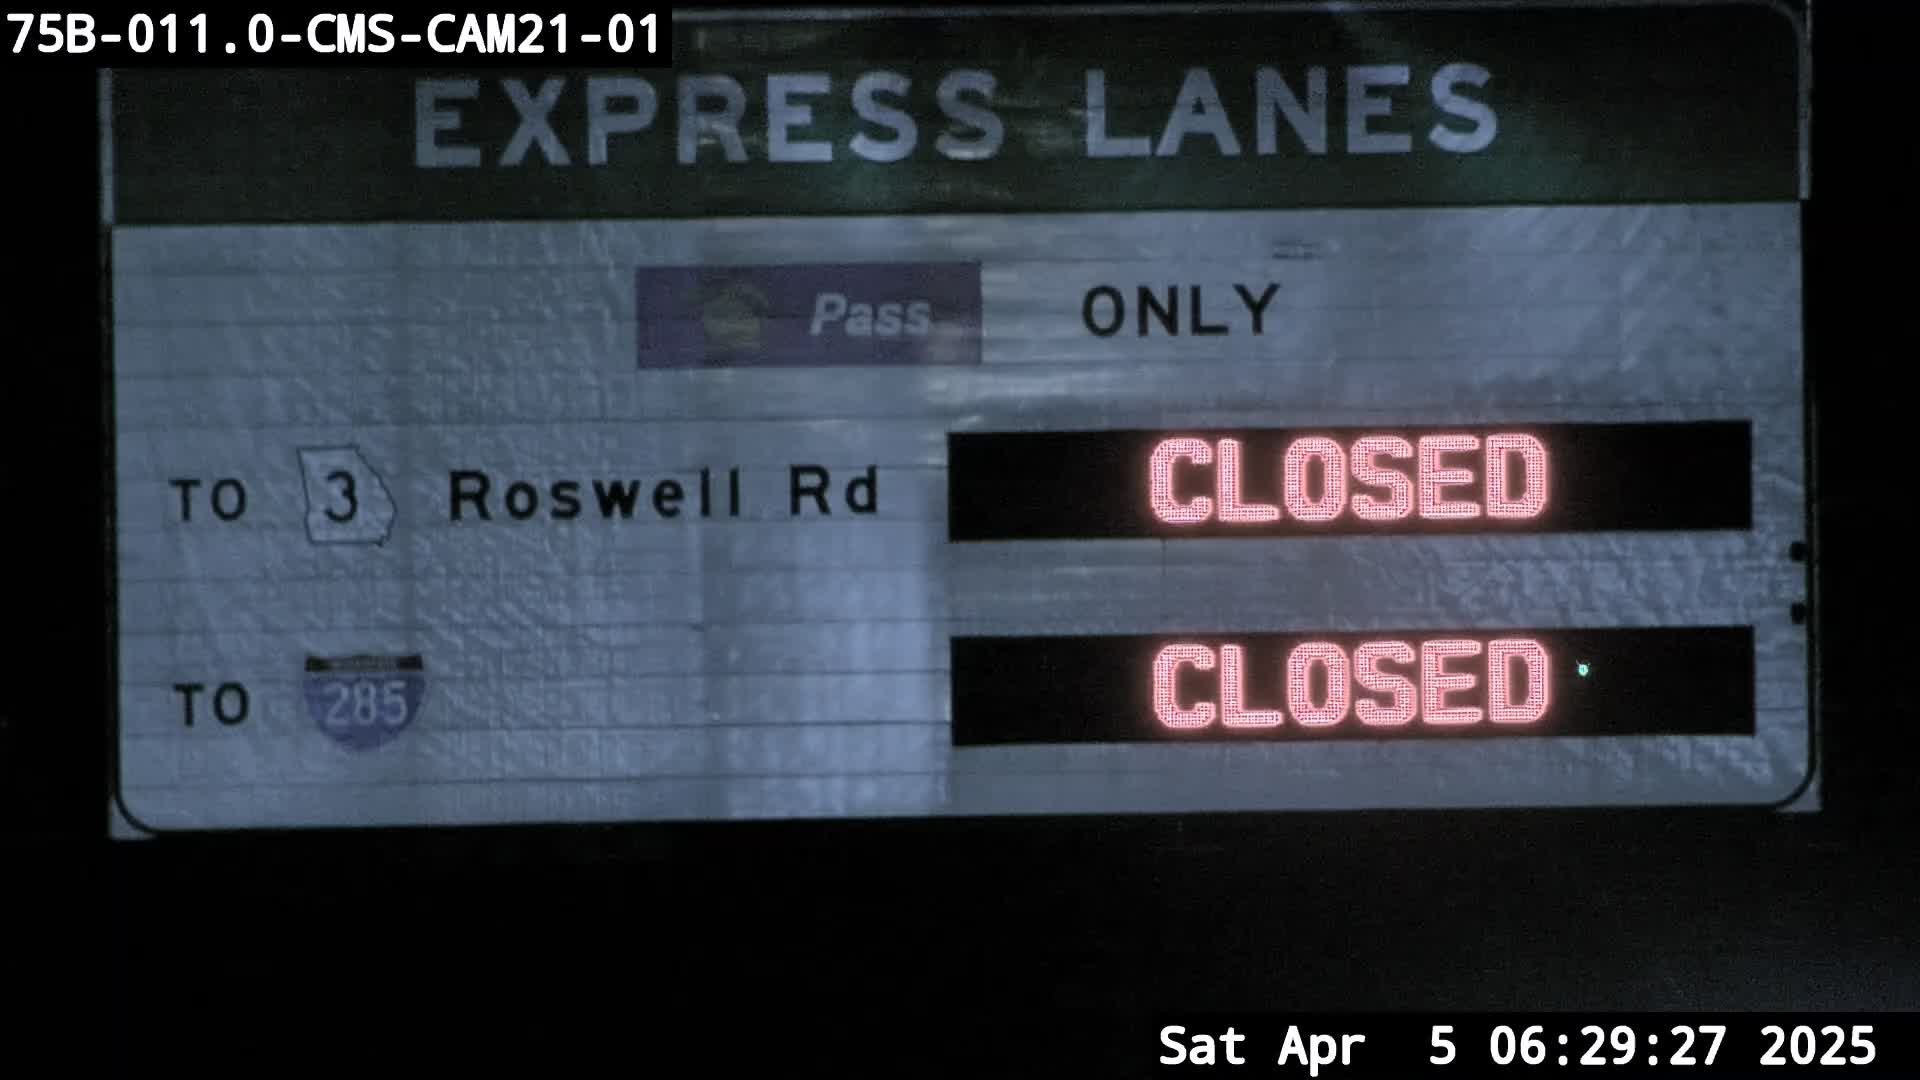 75B-011.0-CMS-CAM21-01
EXPRESS LANES
Pass ONLY
TO 3 Roswell Rd CLOSED
TO 285 CLOSED
Sat Apr 5 06:29:27 2025